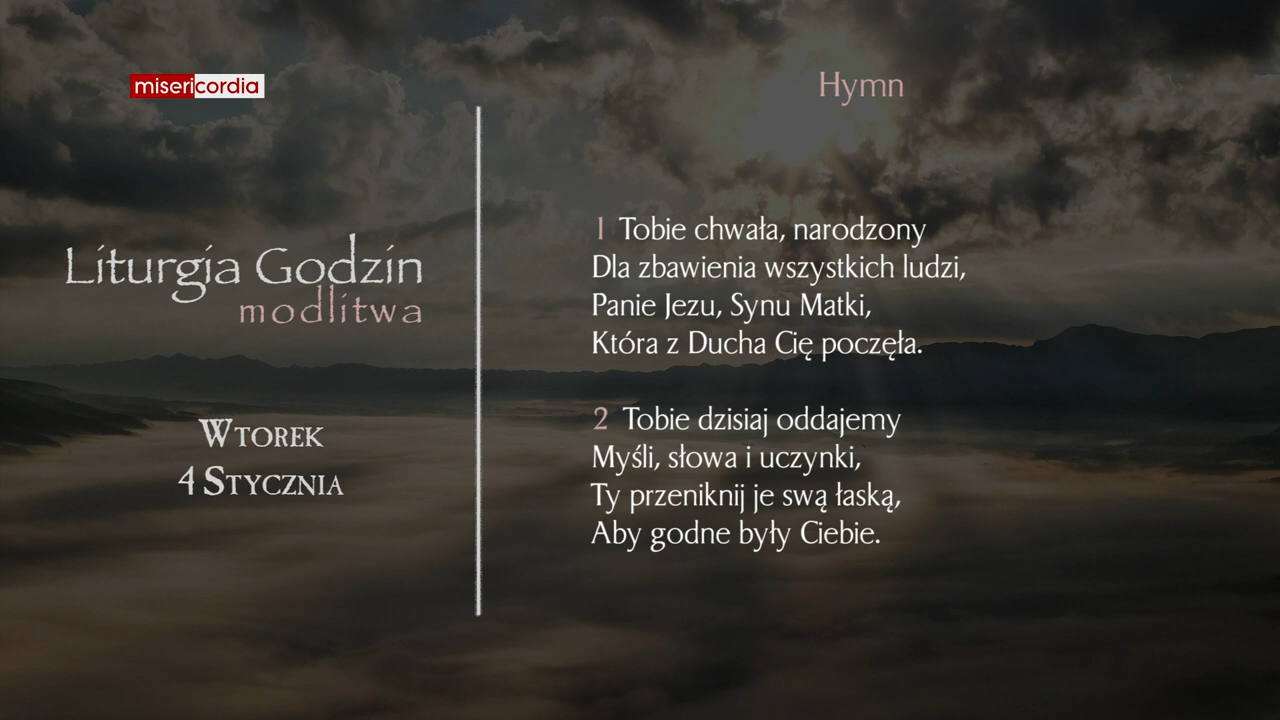 misericordia
Liturgia Godzin
modlitwa
Wtorek
4 Stycznia
Hymn
1 Tobie chwała, narodzony
Dla zbawienia wszystkich ludzi,
Panie Jezu, Synu Matki,
Która z Ducha Cię poczęła.
2 Tobie dzisiaj oddajemy
Myśli, słowa i uczynki,
Ty przeniknij je swą łaską,
Aby godne były Ciebie.